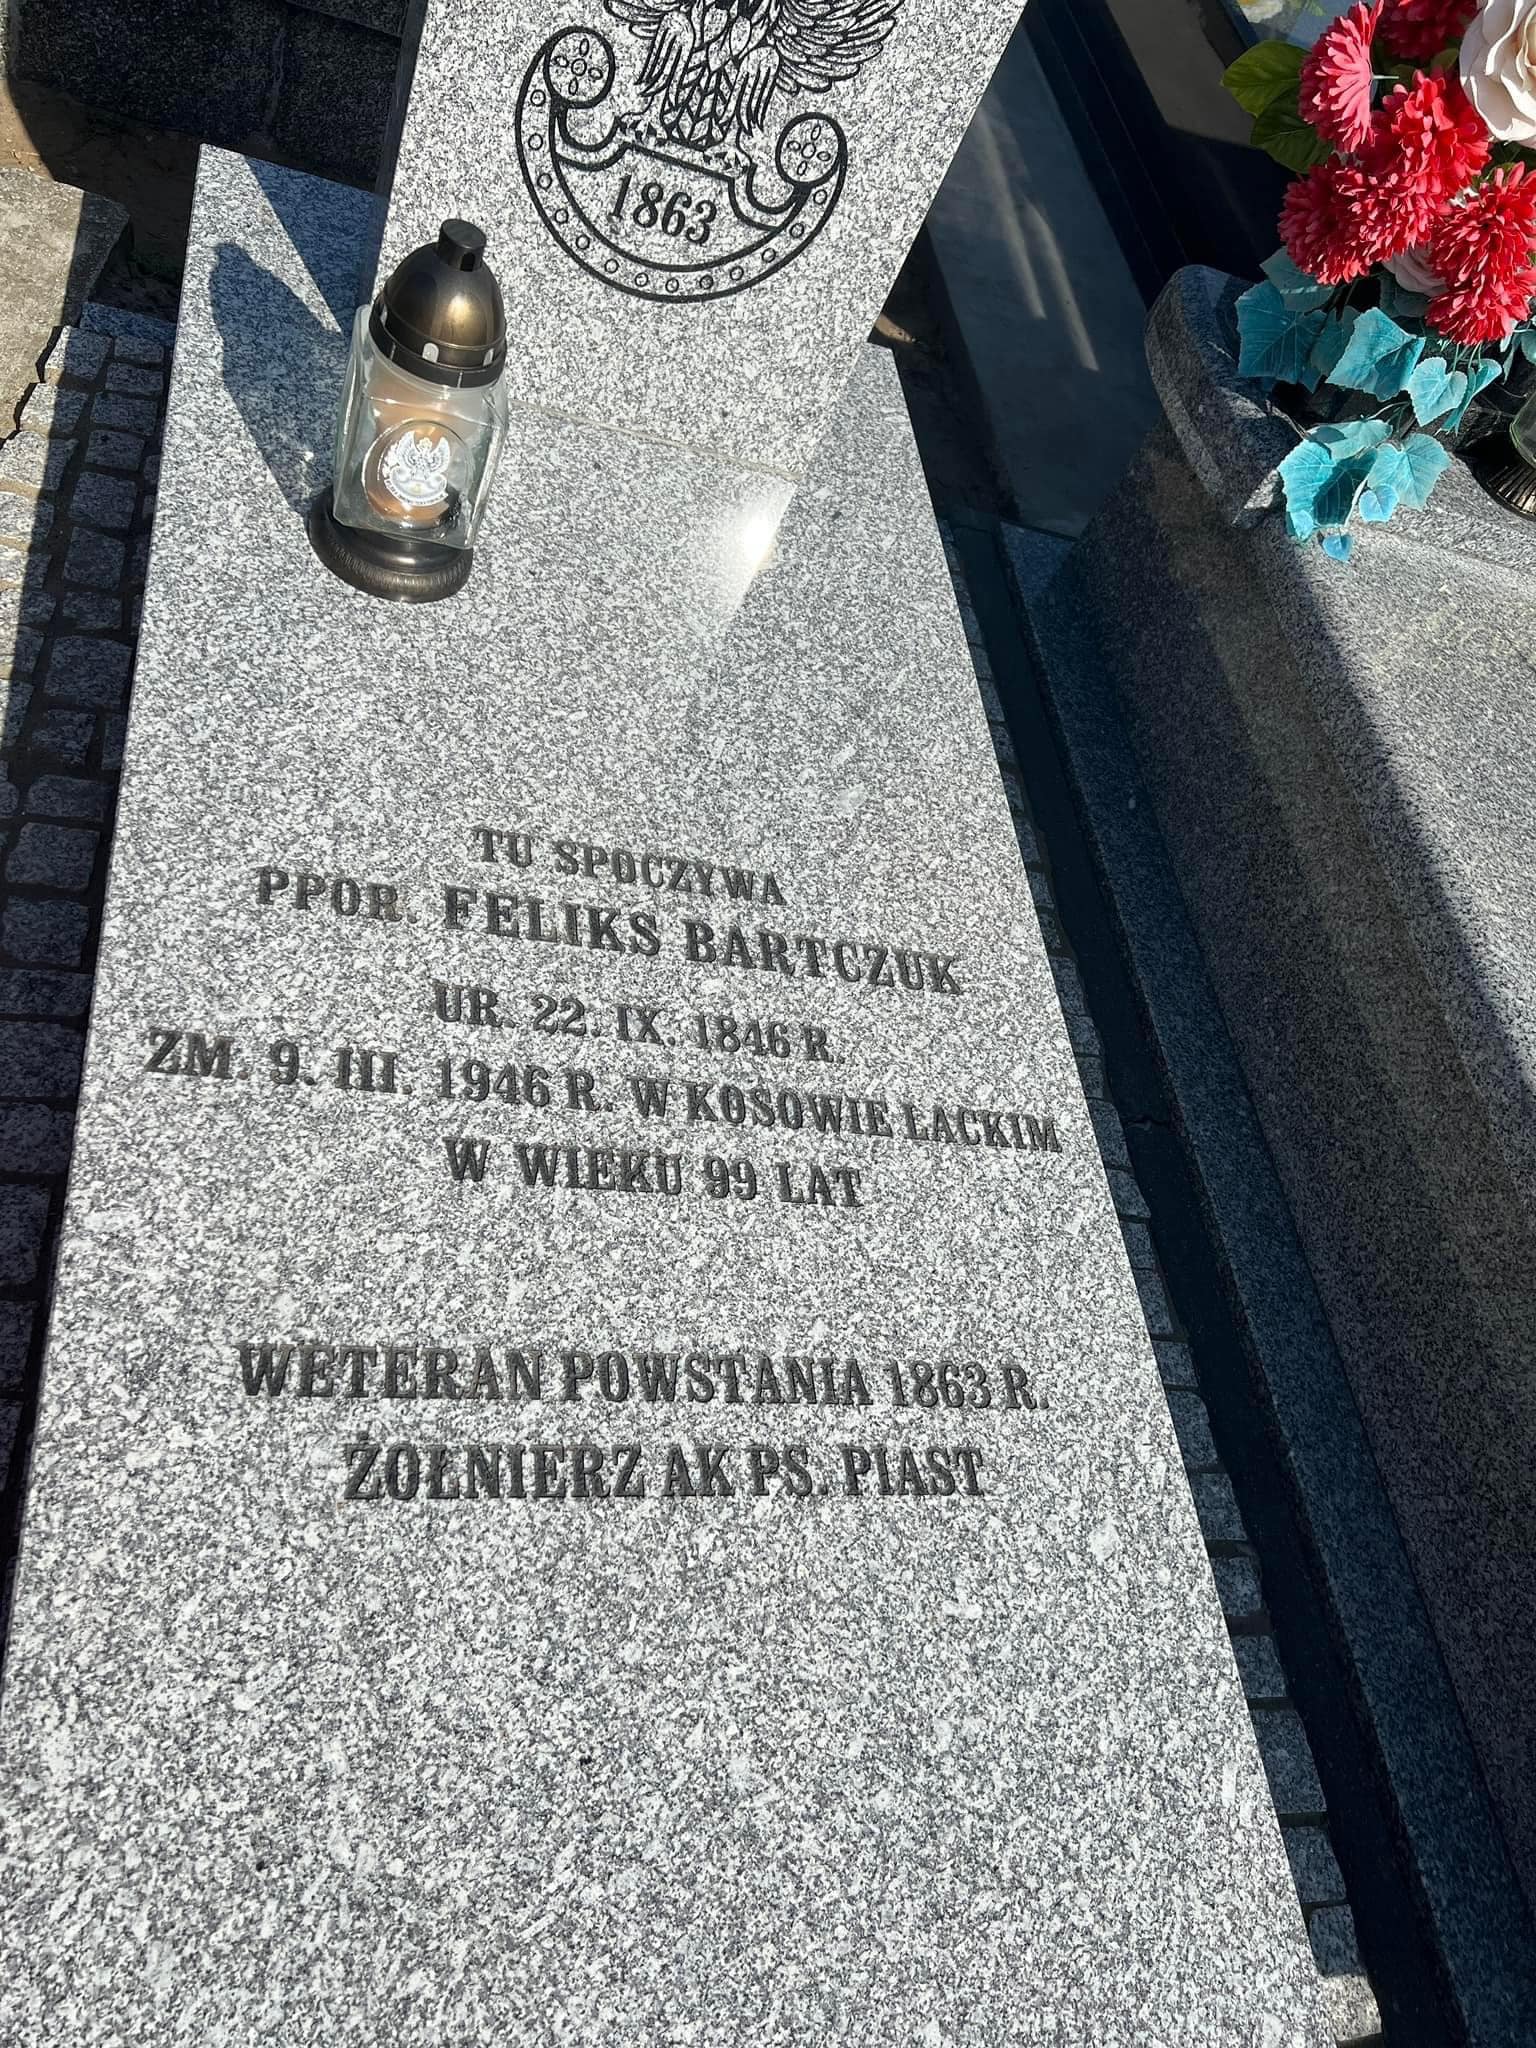 1863
TU SPOCZYWA
PPOR. FELIKS BARTCZUK
UR. 22. IX. 1846 R.
ZM. 9. III. 1946 R. W KOSOWIE LACKIM
W WIEKU 99 LAT
WETERAN POWSTANIA 1863 R.
ŻOŁNIERZ AK PS. PIAST